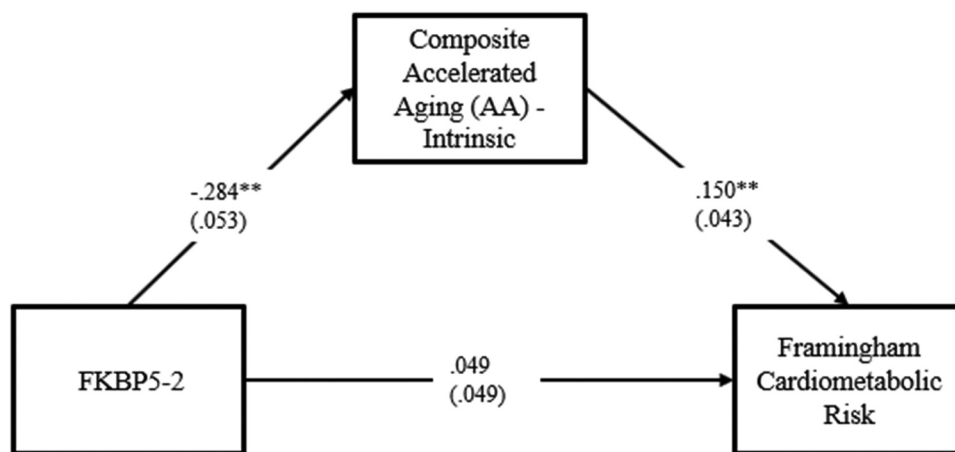 Composite
Accelerated
Aging (AA) -
Intrinsic
-.284**
(.053)
.150**
(.043)
FKBP5-2
.049
(.049)
Framingham
Cardiometabolic
Risk